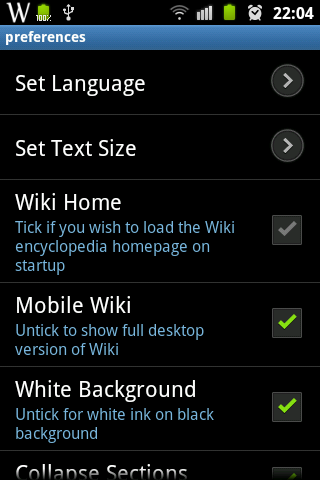 W 100% 22:04
preferences
Set Language
Set Text Size
Wiki Home
Tick if you wish to load the Wiki
encyclopedia homepage on
startup
Mobile Wiki
Untick to show full desktop
version of Wiki
White Background
Untick for white ink on black
background
Collapse Sections